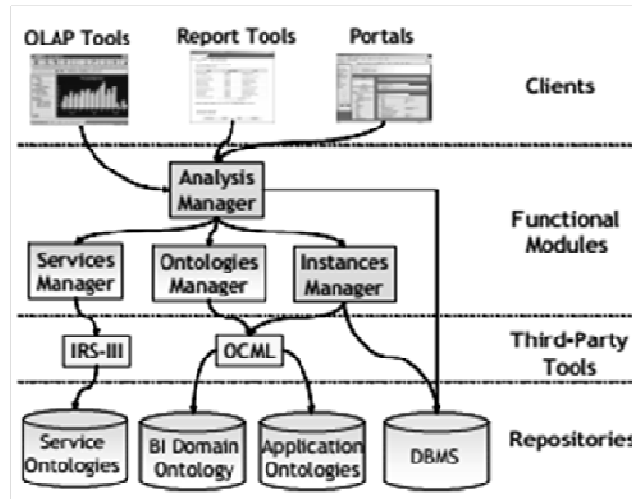 OLAP Tools
Report Tools
Portals
Clients
Analysis
Manager
Functional
Modules
Services
Manager
Ontologies
Manager
Instances
Manager
IRS-III
OCML
Third-Party
Tools
Service
Ontologies
BI Domain
Ontology
Application
Ontologies
DBMS
Repositories